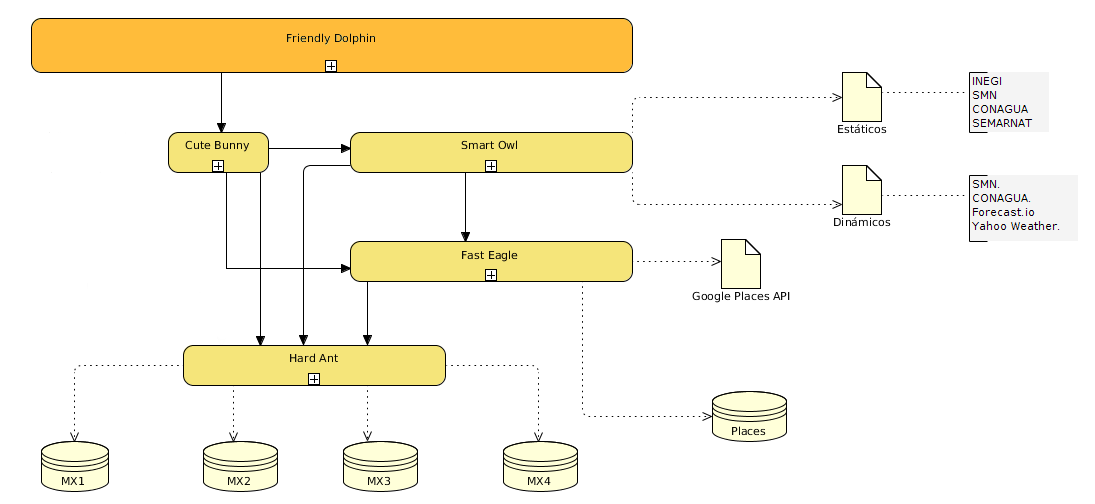 Friendly Dolphin
INEGI
SMN
CONAGUA
SEMARNAT
Estáticos
Cute Bunny
Smart Owl
SMN.
CONAGUA.
Forecast.io
Yahoo Weather.
Dinámicos
Fast Eagle
Google Places API
Hard Ant
Places
MX1
MX2
MX3
MX4